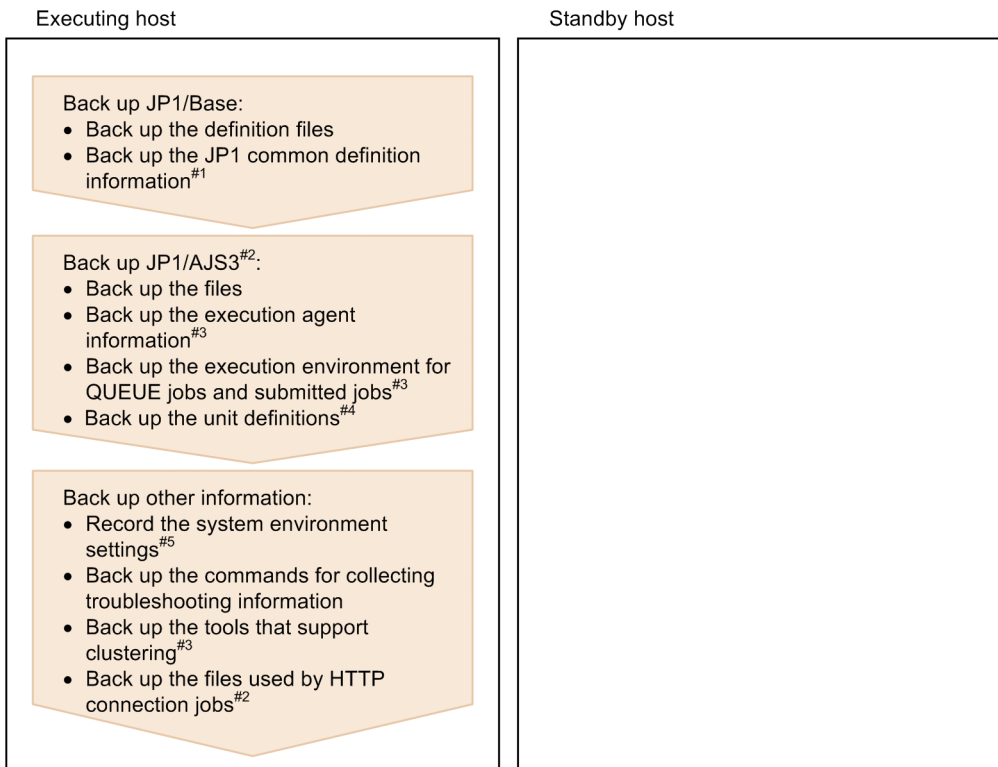 Executing host
Standby host
Back up JP1/Base:
• Back up the definition files
• Back up the JP1 common definition
information#1
Back up JP1/AJS3#2:
• Back up the files
• Back up the execution agent
information#3
• Back up the execution environment for
QUEUE jobs and submitted jobs#3
• Back up the unit definitions#4
Back up other information:
• Record the system environment
settings#5
• Back up the commands for collecting
troubleshooting information
• Back up the tools that support
clustering#3
• Back up the files used by HTTP
connection jobs#2